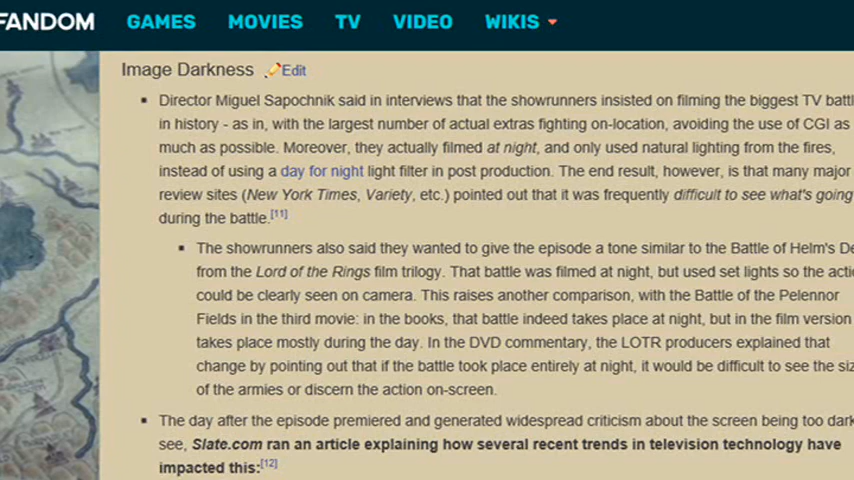 FANDOM GAMES MOVIES TV VIDEO WIKIS
Image Darkness Edit
Director Miguel Sapochnik said in interviews that the showrunners insisted on filming the biggest TV battl
in history - as in, with the largest number of actual extras fighting on-location, avoiding the use of CGI as
much as possible. Moreover, they actually filmed at night, and only used natural lighting from the fires,
instead of using a day for night light filter in post production. The end result, however, is that many major
review sites (New York Times, Variety, etc.) pointed out that it was frequently difficult to see what's going
during the battle.[11]
The showrunners also said they wanted to give the episode a tone similar to the Battle of Helm's De
from the Lord of the Rings film trilogy. That battle was filmed at night, but used set lights so the actio
could be clearly seen on camera. This raises another comparison, with the Battle of the Pelennor
Fields in the third movie: in the books, that battle indeed takes place at night, but in the film version
takes place mostly during the day. In the DVD commentary, the LOTR producers explained that
change by pointing out that if the battle took place entirely at night, it would be difficult to see the siz
of the armies or discern the action on-screen.
The day after the episode premiered and generated widespread criticism about the screen being too dark
see, Slate.com ran an article explaining how several recent trends in television technology have
impacted this:[12]